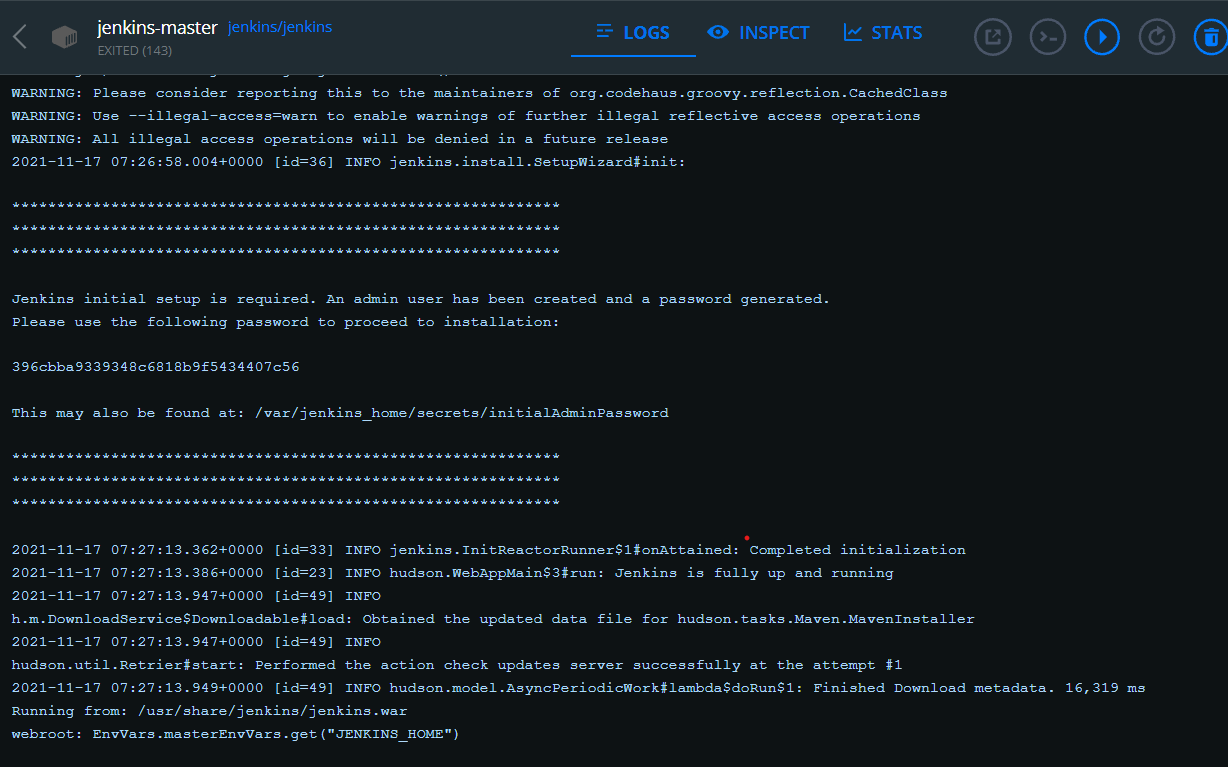 jenkins-master jenkins/jenkins
EXITED (143)
LOGS INSPECT STATS
WARNING: Please consider reporting this to the maintainers of org.codehaus.groovy.reflection.CachedClass
WARNING: Use --illegal-access=warn to enable warnings of further illegal reflective access operations
WARNING: All illegal access operations will be denied in a future release
2021-11-17 07:26:58.004+0000 [id=36] INFO jenkins.install.SetupWizard#init:
*************************************************************
*************************************************************
*************************************************************
Jenkins initial setup is required. An admin user has been created and a password generated.
Please use the following password to proceed to installation:
396cbba9339348c6818b9f5434407c56
This may also be found at: /var/jenkins_home/secrets/initialAdminPassword
*************************************************************
*************************************************************
*************************************************************
2021-11-17 07:27:13.362+0000 [id=33] INFO jenkins.InitReactorRunner$1#onAttained: Completed initialization
2021-11-17 07:27:13.386+0000 [id=23] INFO hudson.WebAppMain$3#run: Jenkins is fully up and running
2021-11-17 07:27:13.947+0000 [id=49] INFO
h.m.DownloadService$Downloadable#load: Obtained the updated data file for hudson.tasks.Maven.MavenInstaller
2021-11-17 07:27:13.947+0000 [id=49] INFO
hudson.util.Retrier#start: Performed the action check updates server successfully at the attempt #1
2021-11-17 07:27:13.949+0000 [id=49] INFO hudson.model.AsyncPeriodicWork#lambda$doRun$1: Finished Download metadata. 16,319 ms
Running from: /usr/share/jenkins/jenkins.war
webroot: EnvVars.masterEnvVars.get("JENKINS_HOME")